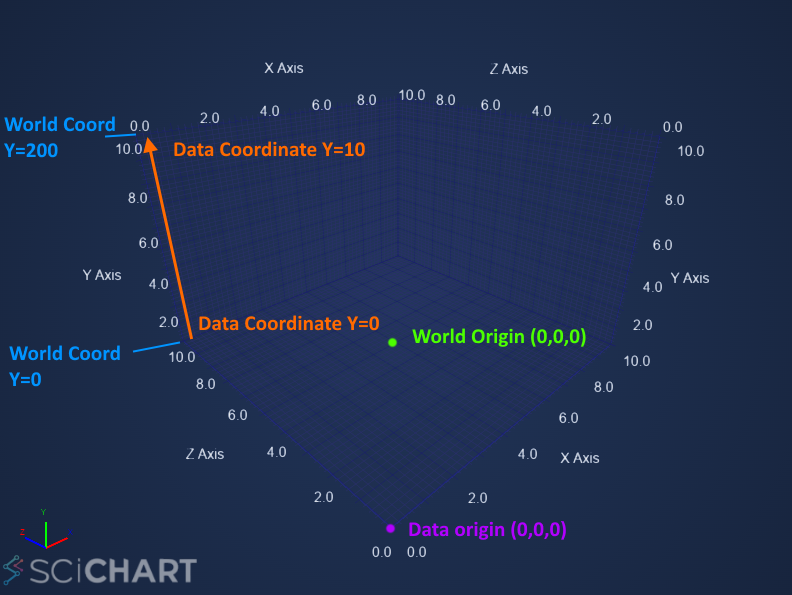 X Axis
Z Axis
0.0 2.0 4.0 6.0 8.0 10.0 8.0 6.0 4.0 2.0 0.0
World Coord
Y=200
10.0
Data Coordinate Y=10
10.0
8.0
8.0
6.0
6.0
Y Axis
4.0
4.0
Y Axis
2.0
Data Coordinate Y=0
2.0
World Origin (0,0,0)
World Coord
Y=0
10.0
10.0
8.0
8.0
6.0
6.0
Z Axis
4.0
4.0
X Axis
2.0
2.0
Data origin (0,0,0)
0.0 0.0
Y
Z
SCiCHART